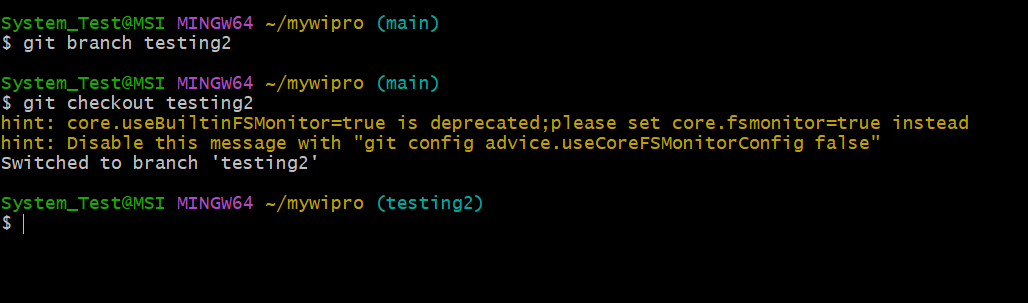 System_Test@MSI MINGW64 ~/mywipro (main)
$ git branch testing2
System_Test@MSI MINGW64 ~/mywipro (main)
$ git checkout testing2
hint: core.useBuiltinFSMonitor=true is deprecated;please set core.fsmonitor=true instead
hint: Disable this message with "git config advice.useCoreFSMonitorConfig false"
Switched to branch 'testing2'
System_Test@MSI MINGW64 ~/mywipro (testing2)
$